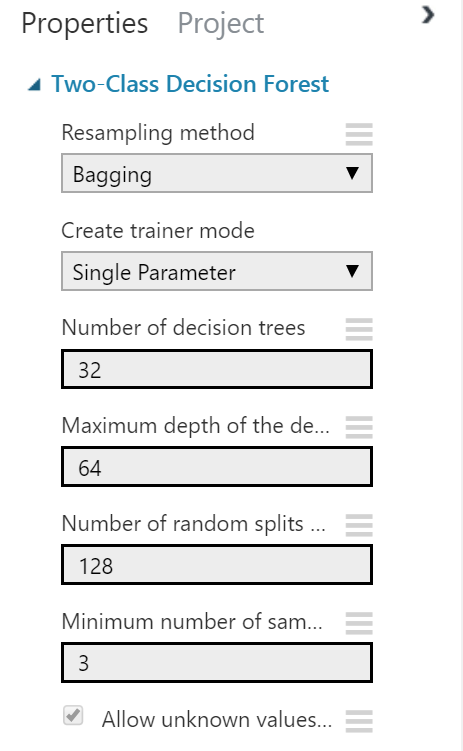 Properties Project
Two-Class Decision Forest
Resampling method
Bagging
Create trainer mode
Single Parameter
Number of decision trees
32
Maximum depth of the de...
64
Number of random splits ...
128
Minimum number of sam...
3
Allow unknown values...